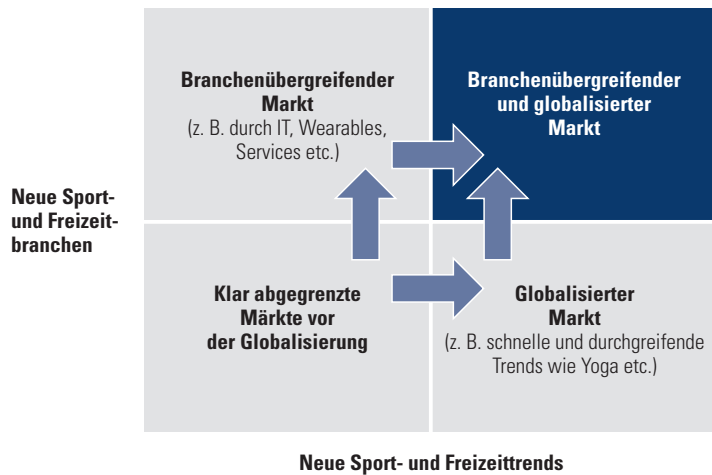 Branchenübergreifender
Markt
(z. B. durch IT, Wearables,
Services etc.)
Branchenübergreifender
und globalisierter
Markt
Neue Sport-
und Freizeit-
branchen
Klar abgegrenzte
Märkte vor
der Globalisierung
Globalisierter
Markt
(z. B. schnelle und durchgreifende
Trends wie Yoga etc.)
Neue Sport- und Freizeittrends